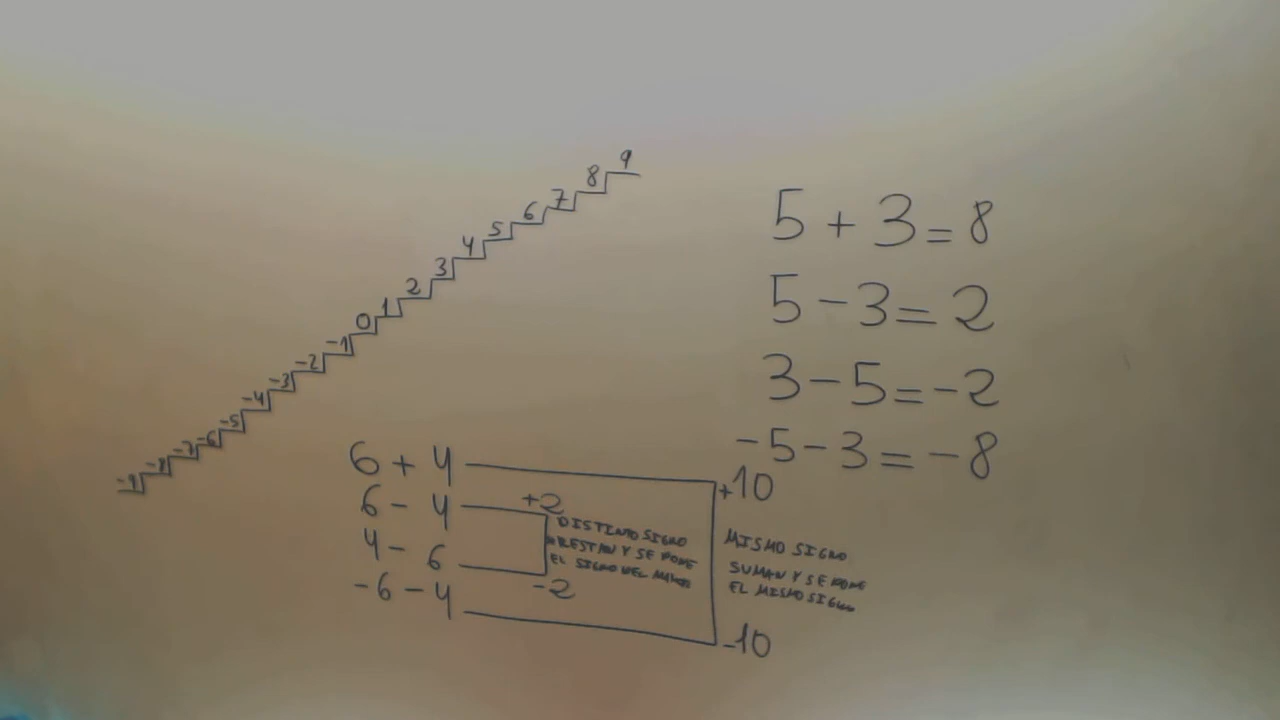 9
8
7
6
5
4
3
2
1
0
-1
-2
-3
-4
-5
-6
-7
-8
-9
5 + 3 = 8
5 - 3 = 2
3 - 5 = -2
-5 - 3 = -8
6 + 4
+10
6 - 4
+2
4 - 6
-2
-6 - 4
-10
DISTINTO SIGNO
RESTAN Y SE PONE
EL SIGNO DEL MAYOR
MISMO SIGNO
SUMAN Y SE PONE
EL MISMO SIGNO